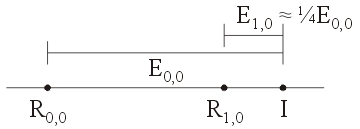 E₁,₀ ≈ ¼E₀,₀
E₀,₀
R₀,₀ R₁,₀ I